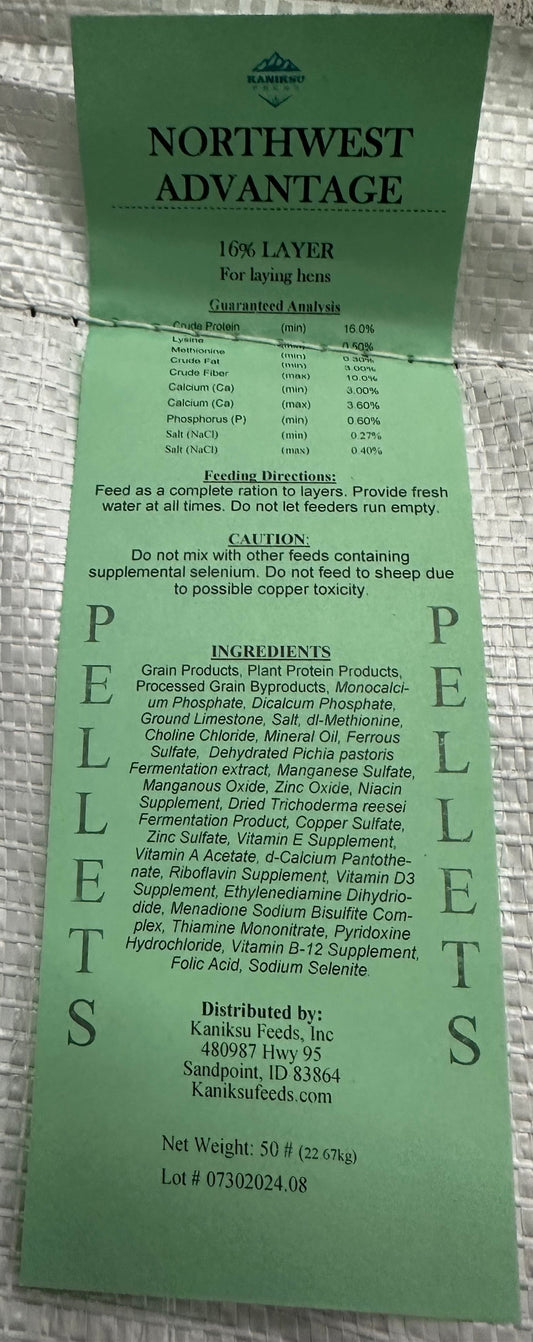 KANIKSU
FEEDS
NORTHWEST
ADVANTAGE
16% LAYER
For laying hens
Guaranteed Analysis
Crude Protein (min) 16.0%
Lysine (min) 0.60%
Methionine (min) 0.30%
Crude Fat (min) 3.00%
Crude Fiber (max) 10.0%
Calcium (Ca) (min) 3.00%
Calcium (Ca) (max) 3.60%
Phosphorus (P) (min) 0.60%
Salt (NaCl) (min) 0.27%
Salt (NaCl) (max) 0.40%
Feeding Directions:
Feed as a complete ration to layers. Provide fresh
water at all times. Do not let feeders run empty.
CAUTION:
Do not mix with other feeds containing
supplemental selenium. Do not feed to sheep due
to possible copper toxicity.
PELLETS
PELLETS
INGREDIENTS
Grain Products, Plant Protein Products,
Processed Grain Byproducts, Monocalci-
um Phosphate, Dicalcum Phosphate,
Ground Limestone, Salt, dl-Methionine,
Choline Chloride, Mineral Oil, Ferrous
Sulfate, Dehydrated Pichia pastoris
Fermentation extract, Manganese Sulfate,
Manganous Oxide, Zinc Oxide, Niacin
Supplement, Dried Trichoderma reesei
Fermentation Product, Copper Sulfate,
Zinc Sulfate, Vitamin E Supplement,
Vitamin A Acetate, d-Calcium Pantothe-
nate, Riboflavin Supplement, Vitamin D3
Supplement, Ethylenediamine Dihydrio-
dide, Menadione Sodium Bisulfite Com-
plex, Thiamine Mononitrate, Pyridoxine
Hydrochloride, Vitamin B-12 Supplement,
Folic Acid, Sodium Selenite.
Distributed by:
Kaniksu Feeds, Inc
480987 Hwy 95
Sandpoint, ID 83864
Kaniksufeeds.com
Net Weight: 50 # (22 67kg)
Lot # 07302024.08